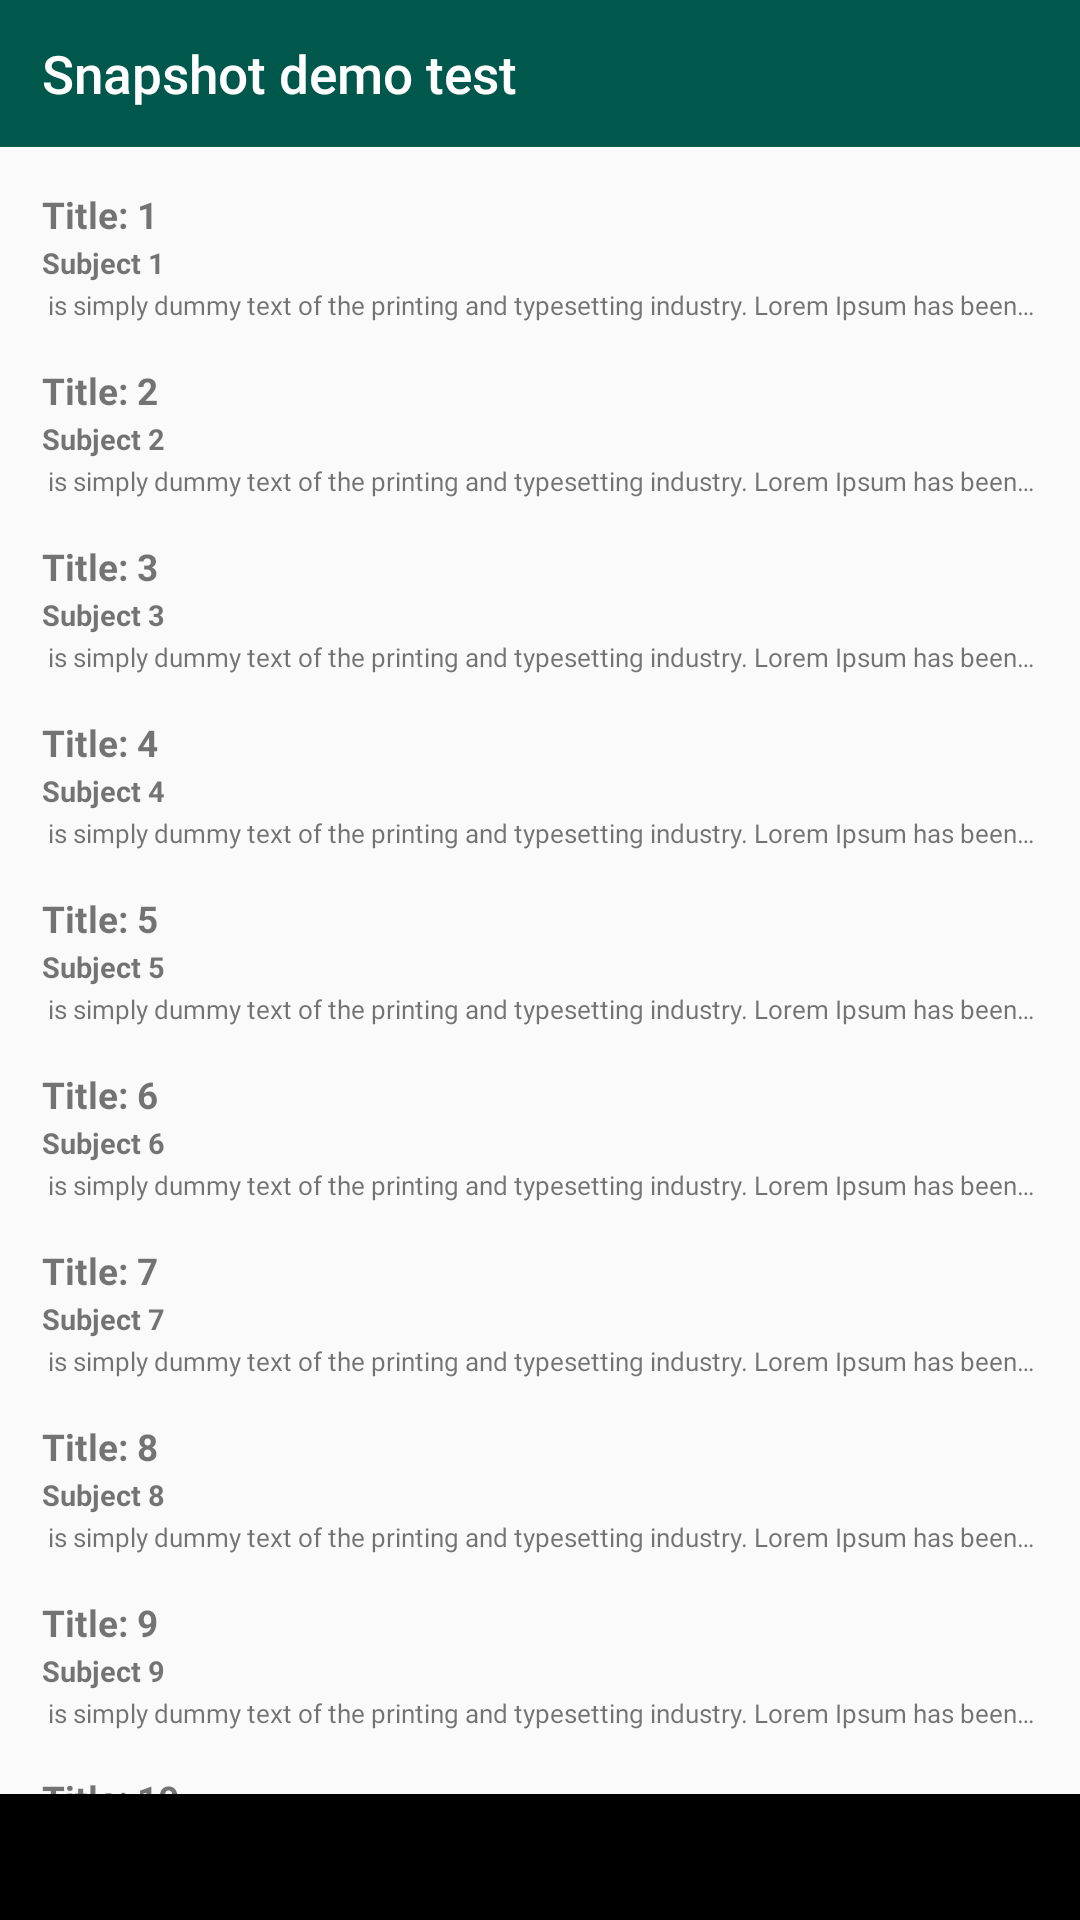 Snapshot demo test
Title: 1
Subject 1
is simply dummy text of the printing and typesetting industry. Lorem Ipsum has been...
Title: 2
Subject 2
is simply dummy text of the printing and typesetting industry. Lorem Ipsum has been...
Title: 3
Subject 3
is simply dummy text of the printing and typesetting industry. Lorem Ipsum has been...
Title: 4
Subject 4
is simply dummy text of the printing and typesetting industry. Lorem Ipsum has been...
Title: 5
Subject 5
is simply dummy text of the printing and typesetting industry. Lorem Ipsum has been...
Title: 6
Subject 6
is simply dummy text of the printing and typesetting industry. Lorem Ipsum has been...
Title: 7
Subject 7
is simply dummy text of the printing and typesetting industry. Lorem Ipsum has been...
Title: 8
Subject 8
is simply dummy text of the printing and typesetting industry. Lorem Ipsum has been...
Title: 9
Subject 9
is simply dummy text of the printing and typesetting industry. Lorem Ipsum has been...
Title: 10